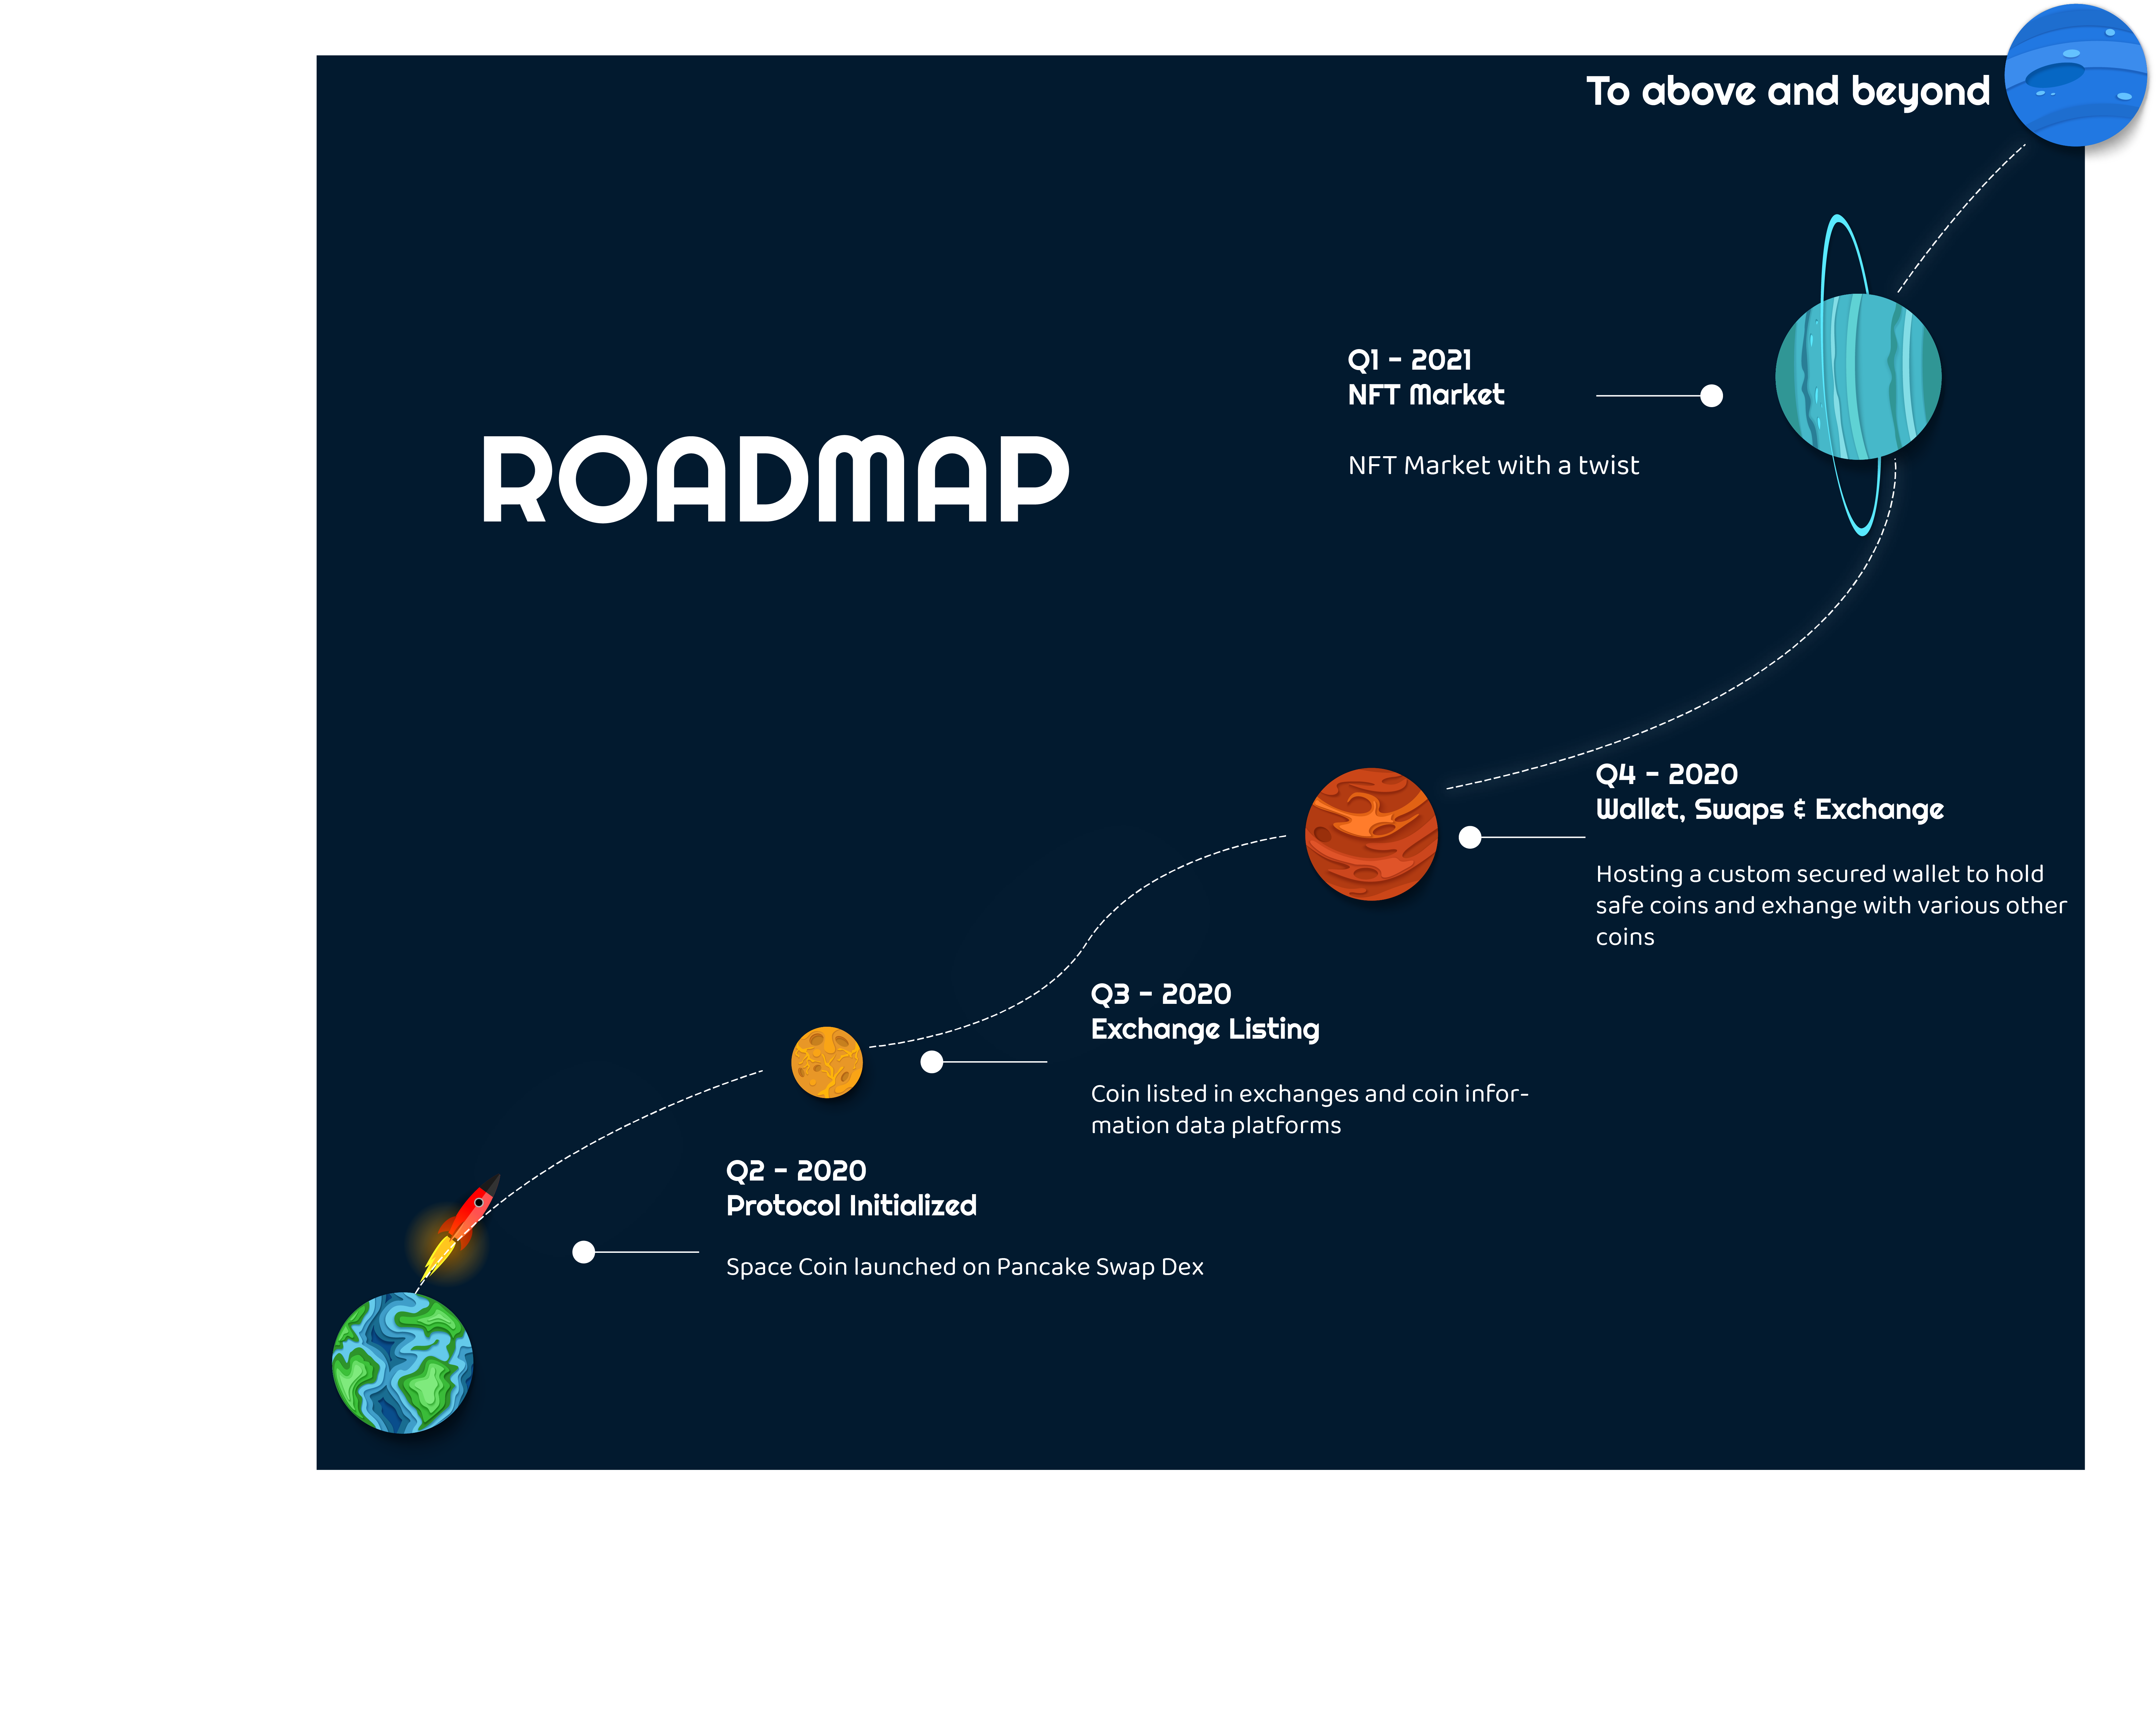 To above and beyond
ROADMAP
Q1 - 2021
NFT Market
NFT Market with a twist
Q4 - 2020
Wallet, Swaps & Exchange
Hosting a custom secured wallet to hold
safe coins and exhange with various other
coins
Q3 - 2020
Exchange Listing
Coin listed in exchanges and coin infor-
mation data platforms
Q2 - 2020
Protocol Initialized
Space Coin launched on Pancake Swap Dex